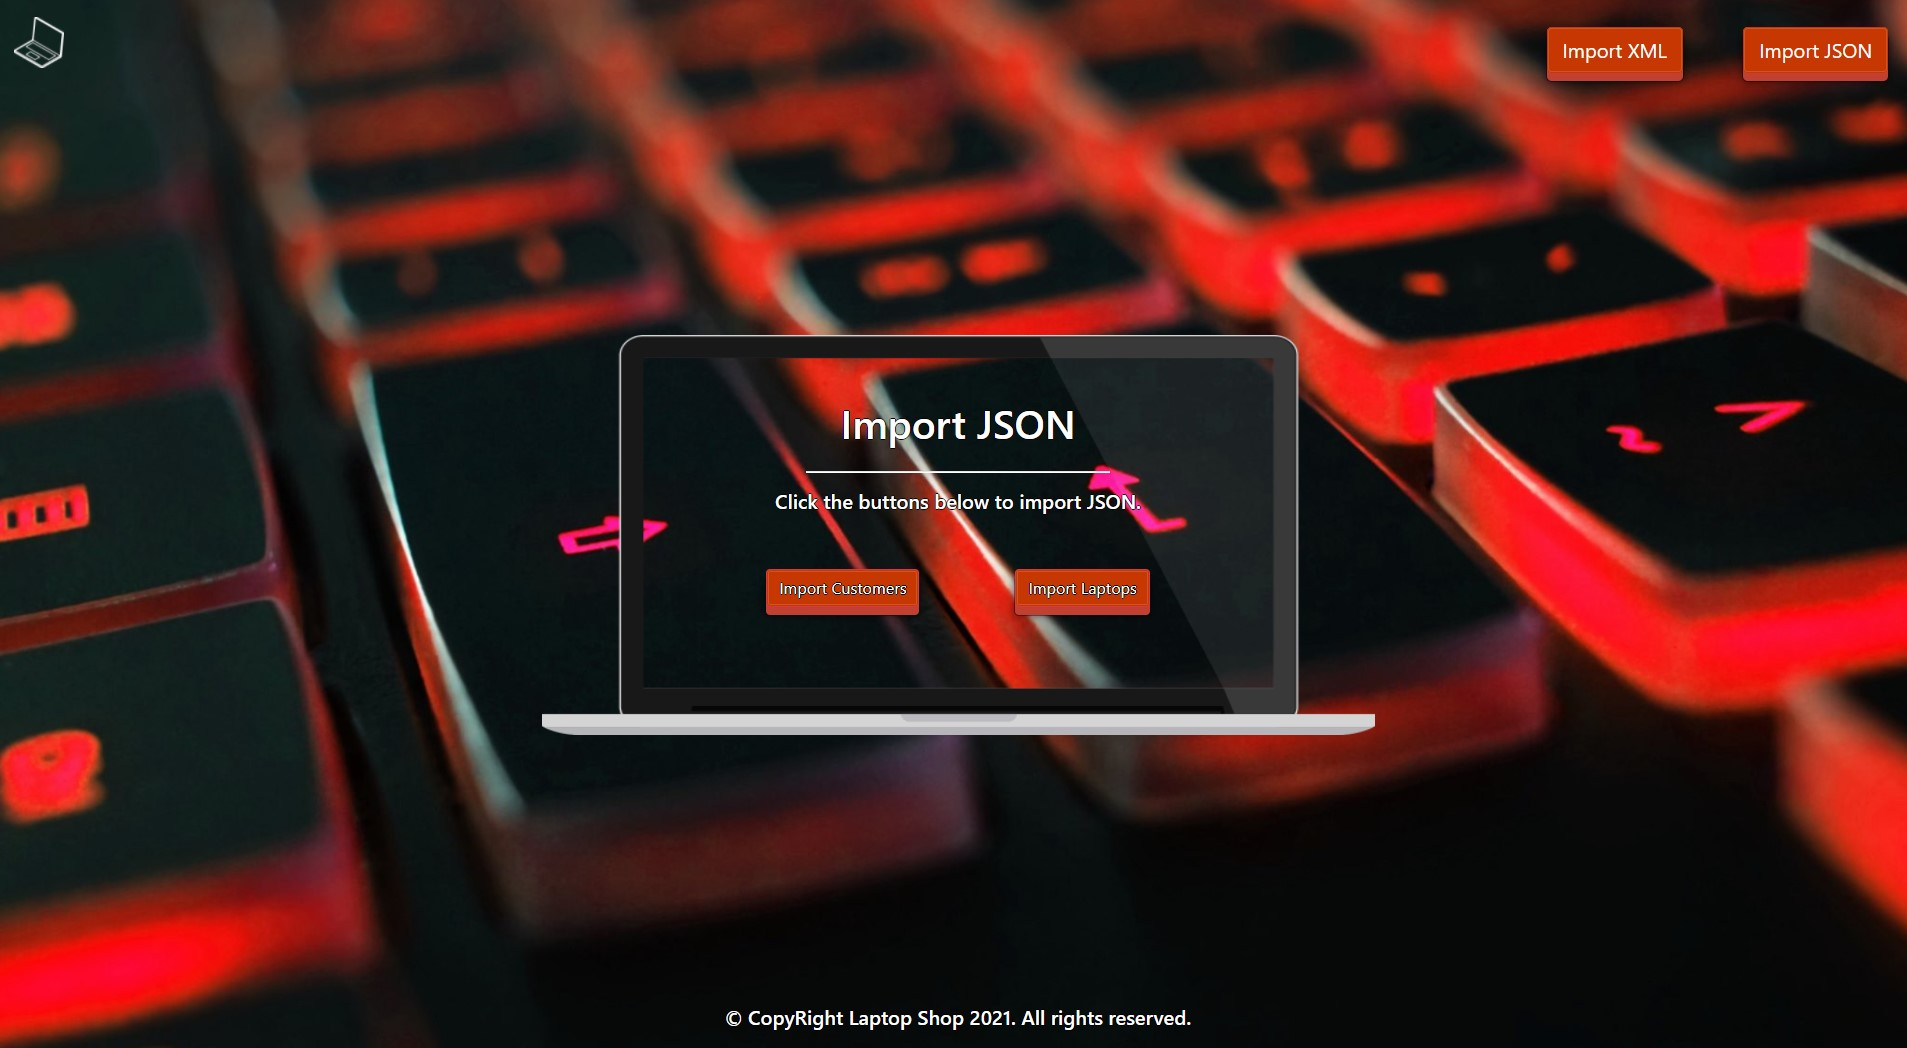 Import XML
Import JSON
Import JSON
Click the buttons below to import JSON.
Import Customers
Import Laptops
© CopyRight Laptop Shop 2021. All rights reserved.